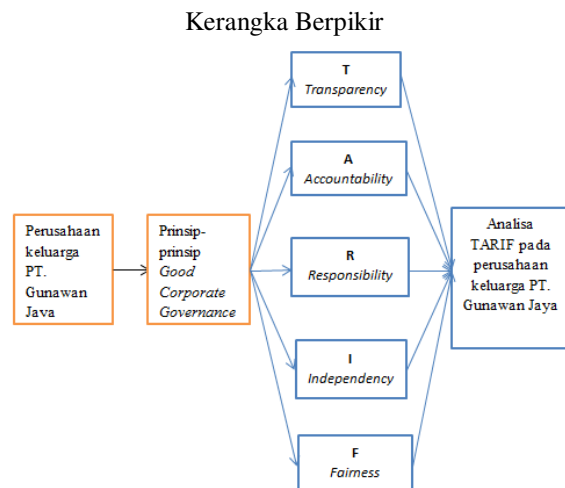 Kerangka Berpikir
T
Transparency
A
Accountability
Perusahaan
keluarga
PT.
Gunawan
Java
Prinsip-
prinsip
Good
Corporate
Governance
R
Responsibility
Analisa
TARIF pada
perusahaan
keluarga PT.
Gunawan Jaya
I
Independency
F
Fairness